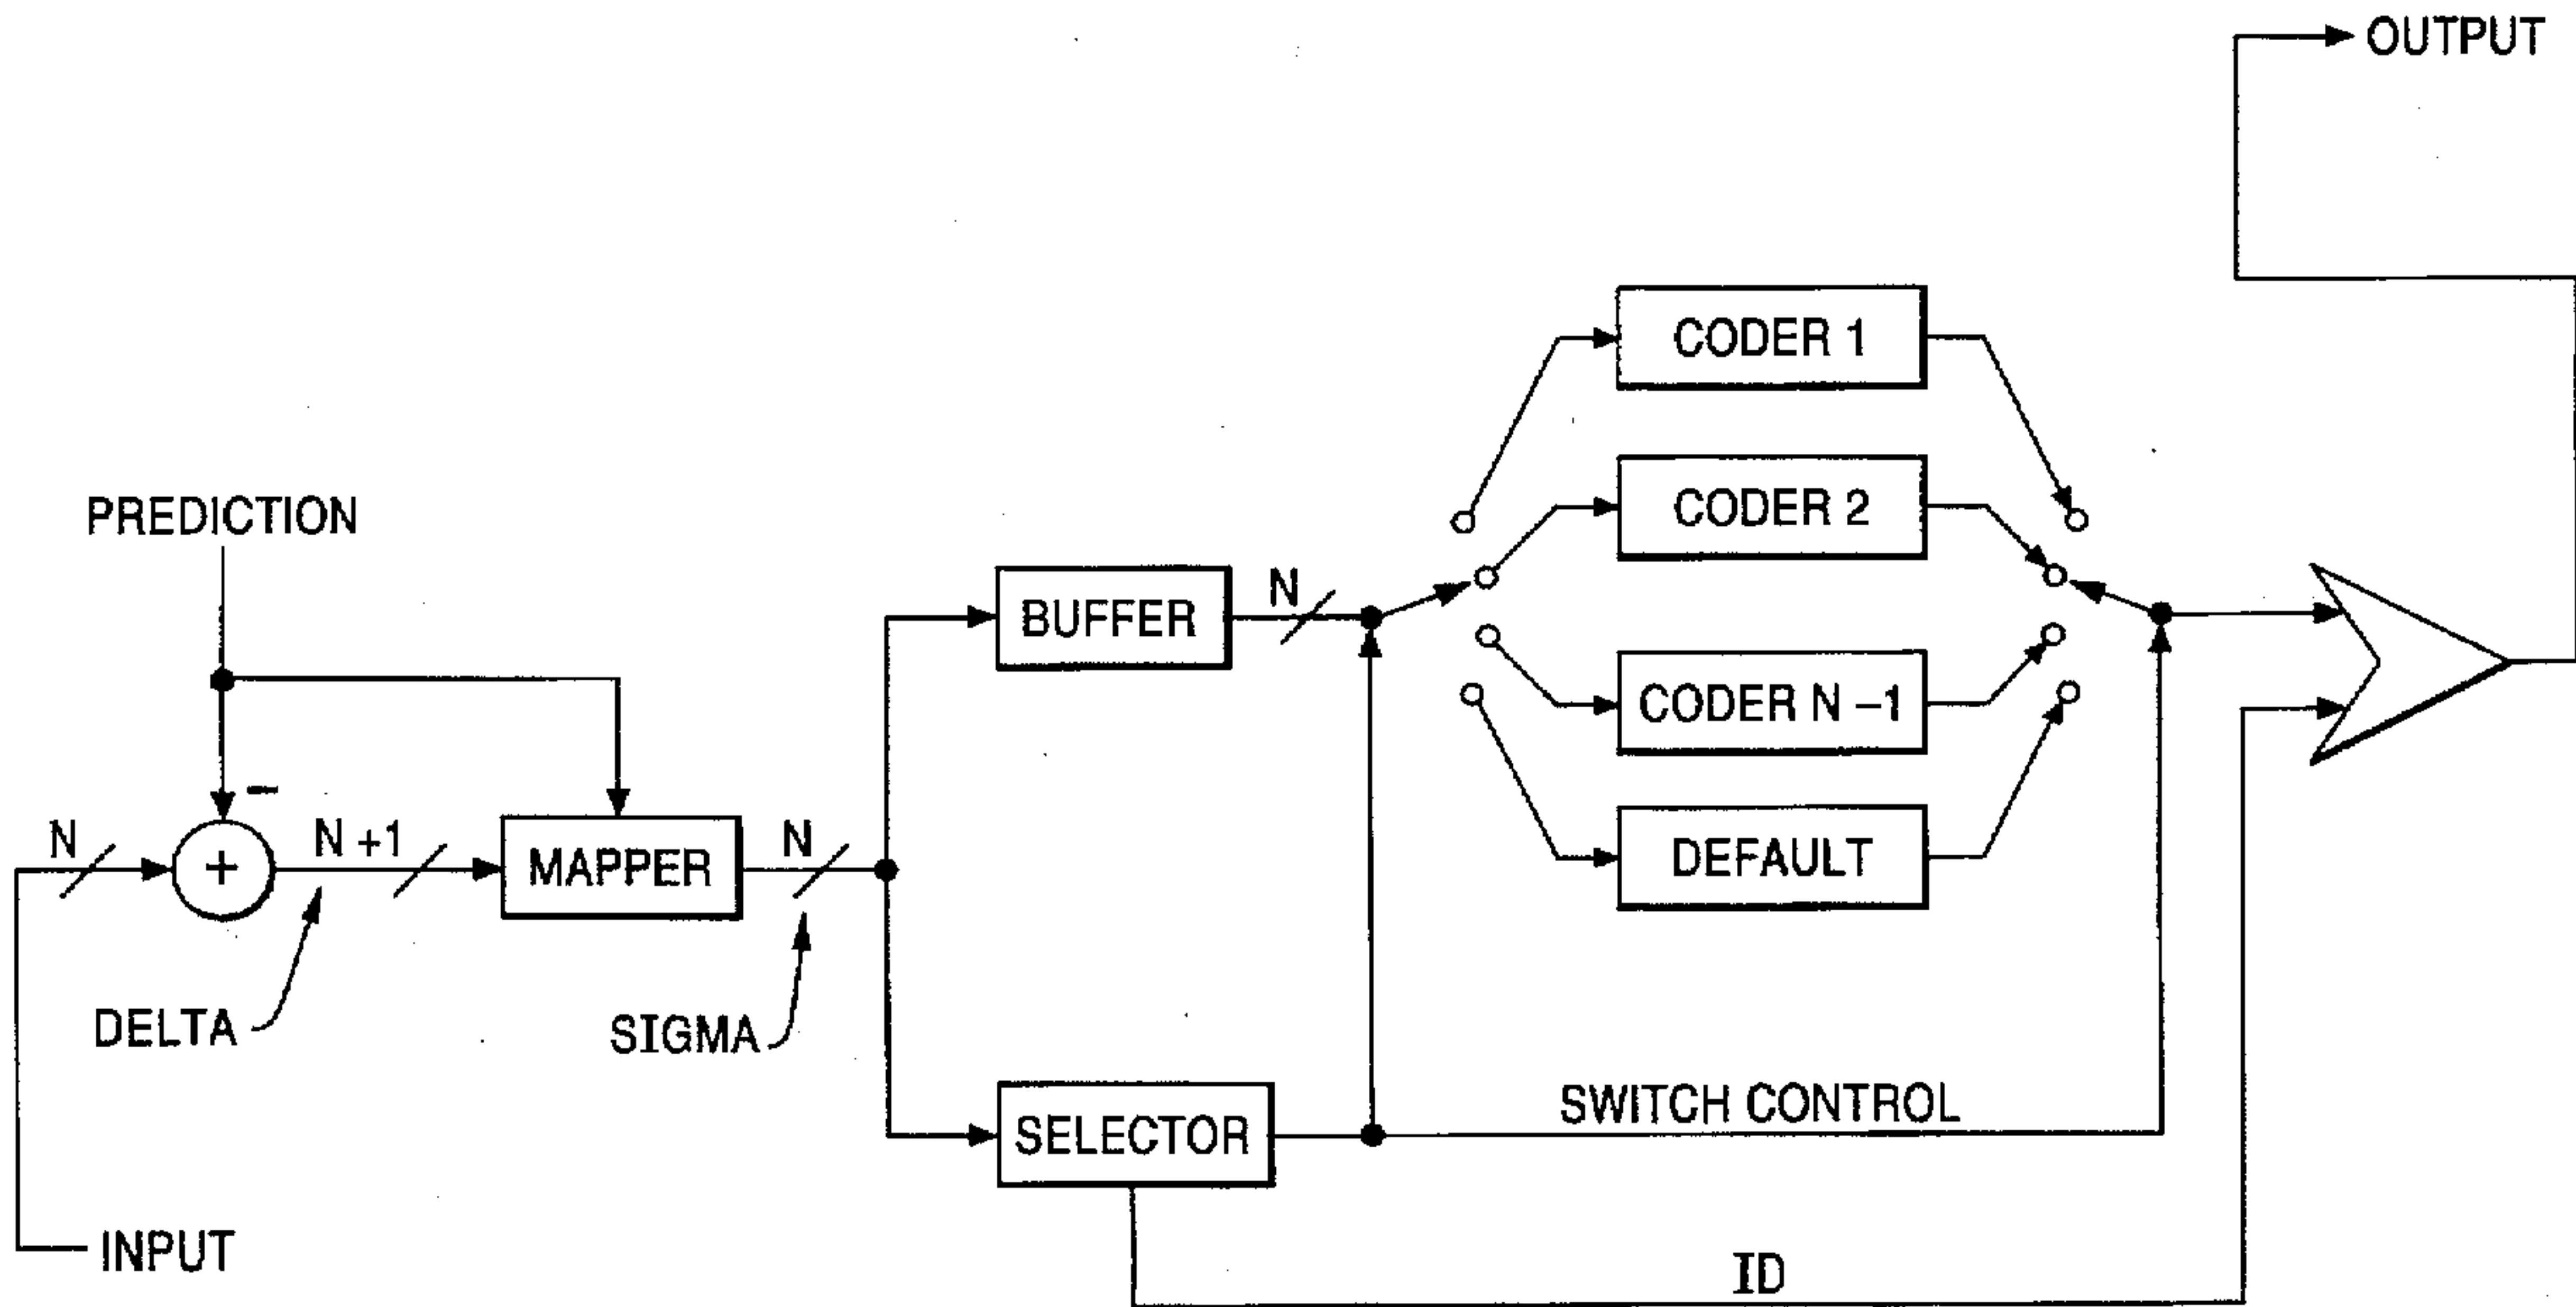 OUTPUT
CODER 1
PREDICTION
CODER 2
BUFFER
N
CODER N –1
–
N
+
N +1
MAPPER
N
DEFAULT
DELTA
SIGMA
SELECTOR
SWITCH CONTROL
INPUT
ID